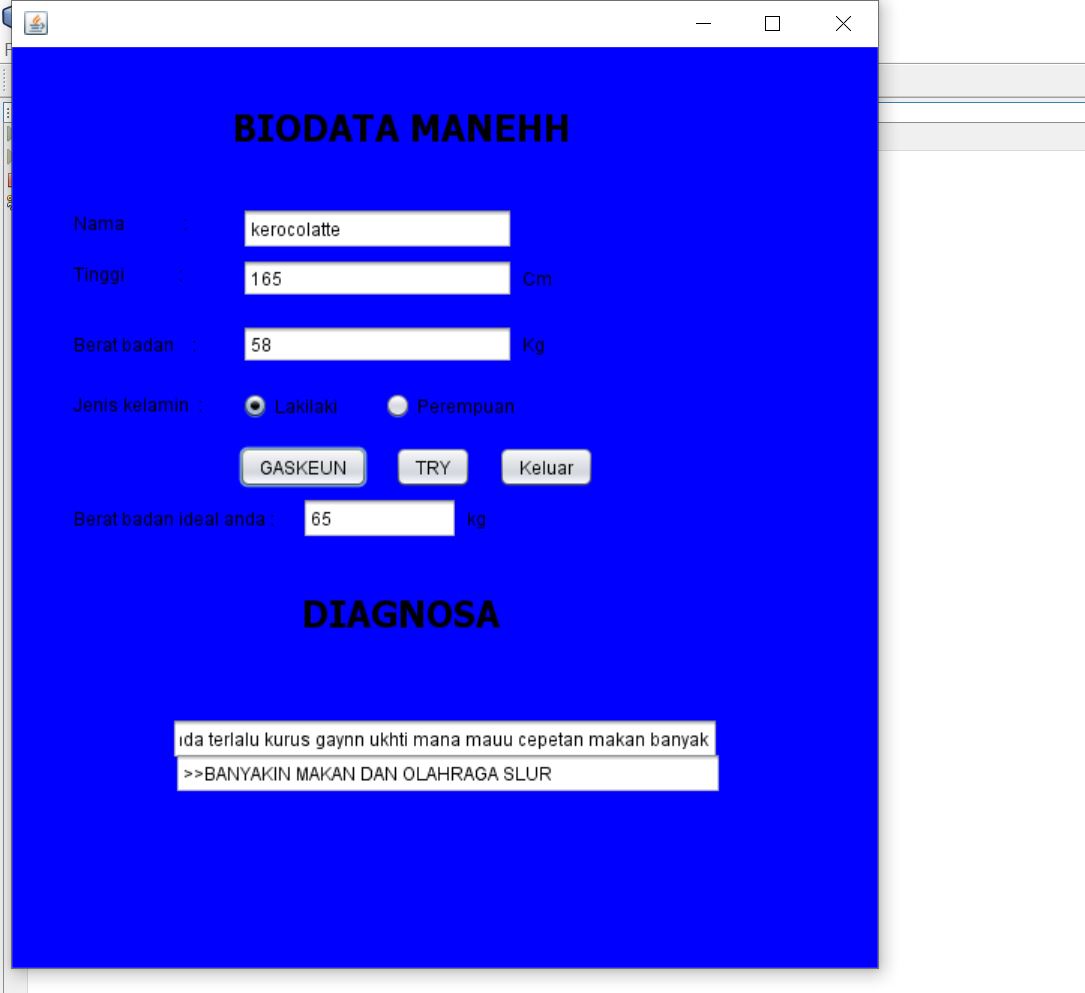 BIODATA MANEHH
Nama : kerocolatte
Tinggi : 165 Cm
Berat badan : 58 Kg
Jenis kelamin : Lakilaki Perempuan
GASKEUN TRY Keluar
Berat badan ideal anda : 65 kg
DIAGNOSA
terlalu kurus gaynn ukhti mana mauu cepetan makan banyak
>>BANYAKIN MAKAN DAN OLAHRAGA SLUR